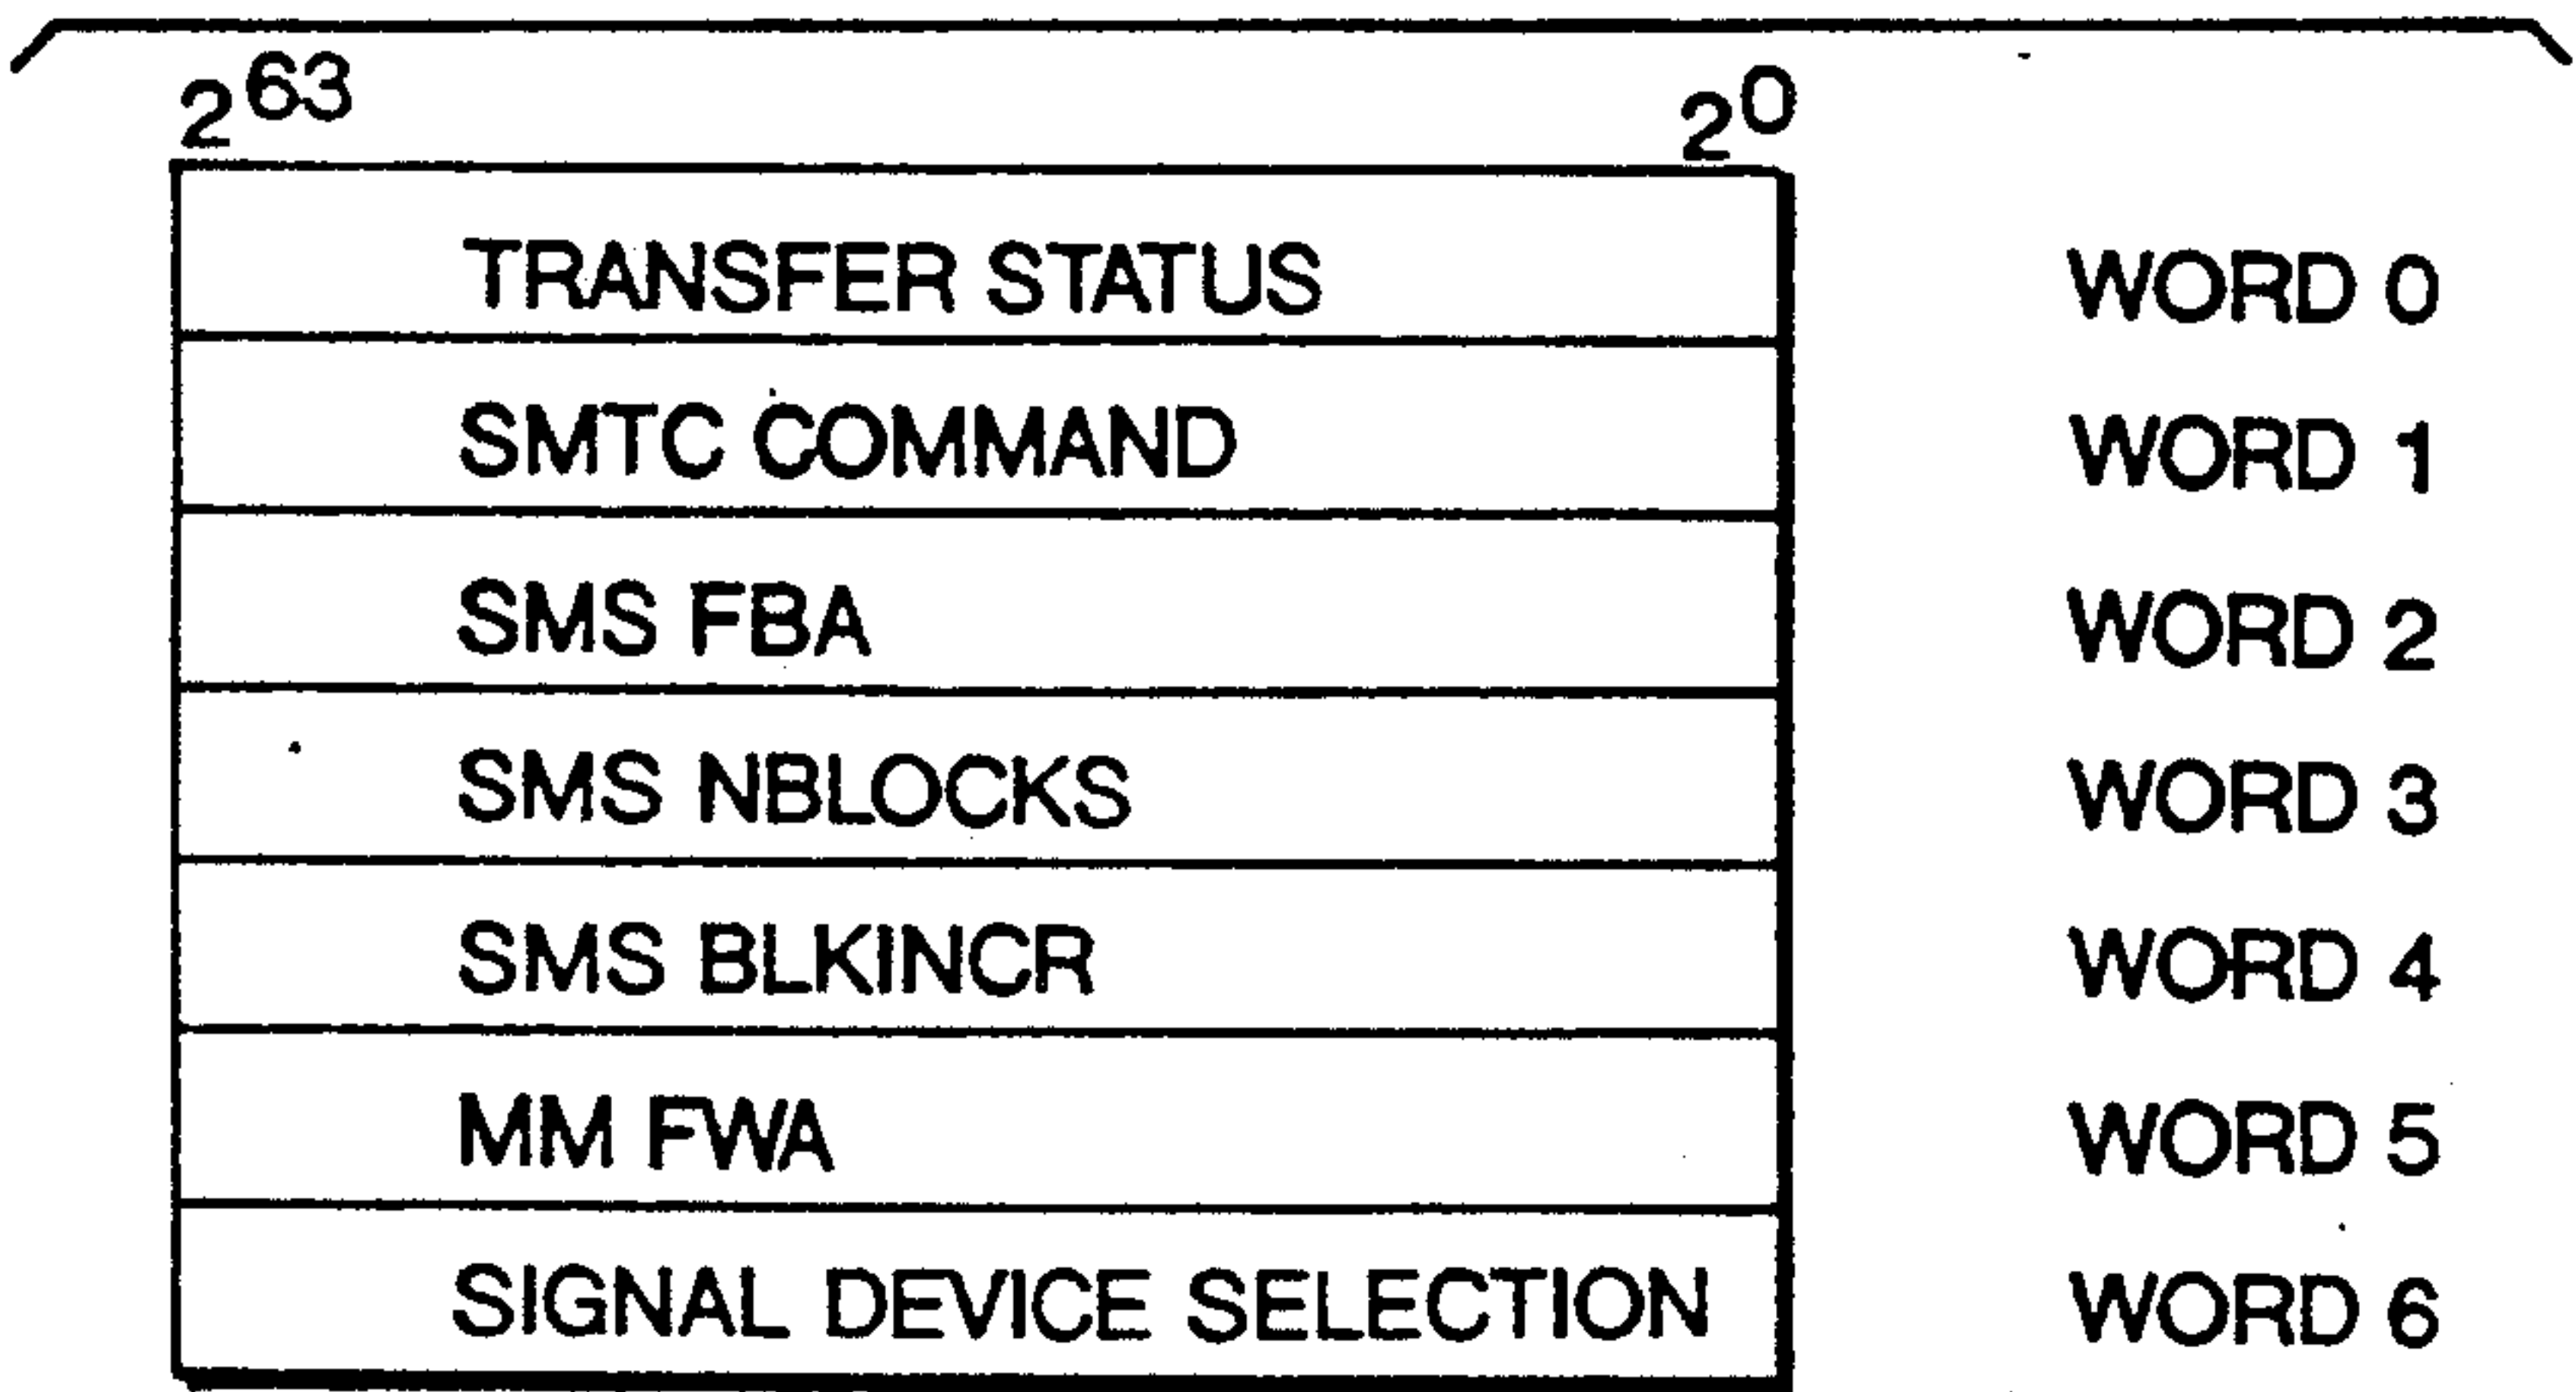 2^63 2^0
TRANSFER STATUS WORD 0
SMTC COMMAND WORD 1
SMS FBA WORD 2
SMS NBLOCKS WORD 3
SMS BLKINCR WORD 4
MM FWA WORD 5
SIGNAL DEVICE SELECTION WORD 6